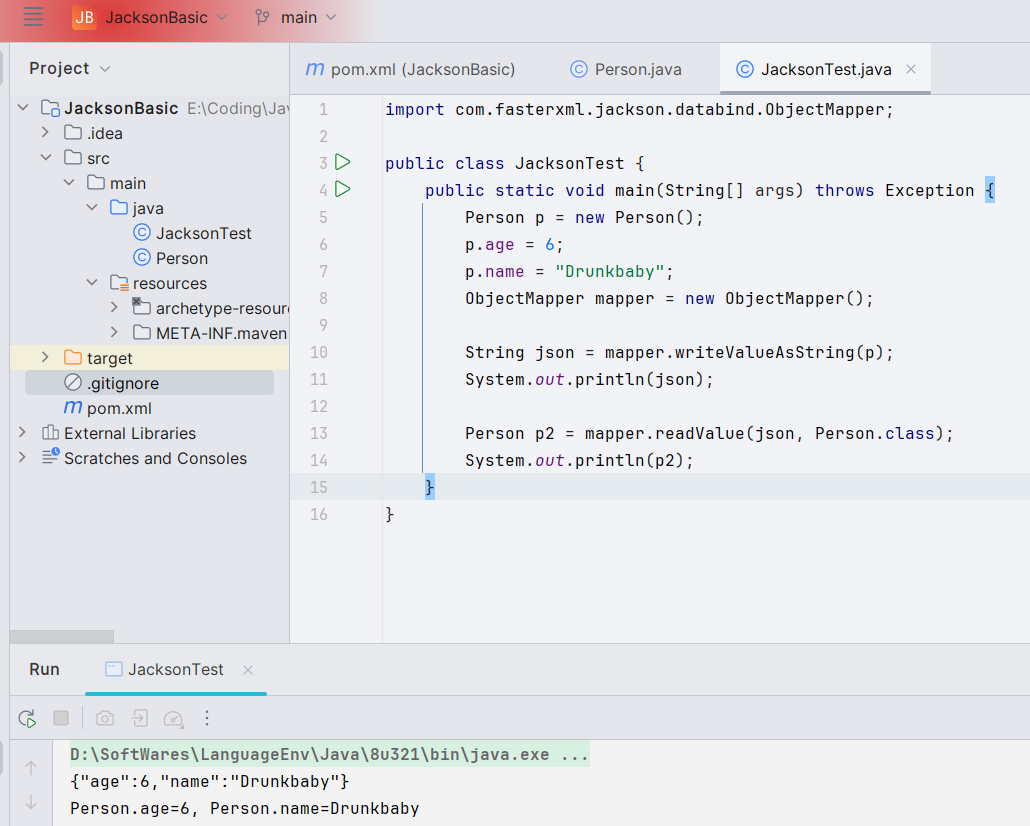 JB JacksonBasic main
Project
JacksonBasic E:\Coding\Jav
.idea
src
main
java
JacksonTest
Person
resources
archetype-resour
META-INF.maven
target
.gitignore
pom.xml
External Libraries
Scratches and Consoles
pom.xml (JacksonBasic) Person.java JacksonTest.java
1 import com.fasterxml.jackson.databind.ObjectMapper;
2
3 public class JacksonTest {
4 public static void main(String[] args) throws Exception {
5 Person p = new Person();
6 p.age = 6;
7 p.name = "Drunkbaby";
8 ObjectMapper mapper = new ObjectMapper();
9
10 String json = mapper.writeValueAsString(p);
11 System.out.println(json);
12
13 Person p2 = mapper.readValue(json, Person.class);
14 System.out.println(p2);
15 }
16 }
Run JacksonTest
D:\SoftWares\LanguageEnv\Java\8u321\bin\java.exe ...
{"age":6,"name":"Drunkbaby"}
Person.age=6, Person.name=Drunkbaby